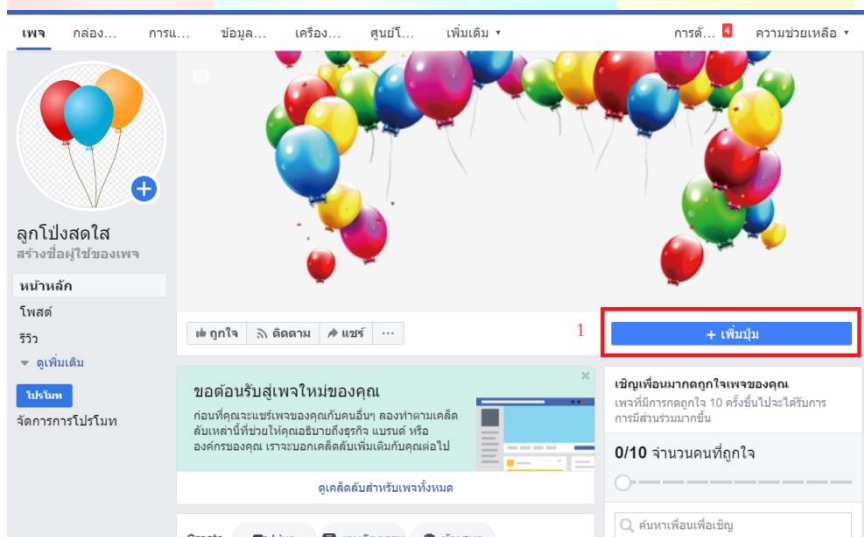 เพจ กล่อง... การแ... ข้อมูล... เครื่อง... ศูนย์โ... เพิ่มเติม การตั้... 4 ความช่วยเหลือ
ลูกโป่งสดใส
สร้างชื่อผู้ใช้ของเพจ
หน้าหลัก
โพสต์
รีวิว
ดูเพิ่มเติม
โปรโมท
จัดการการโปรโมท
ถูกใจ ติดตาม แชร์ ...
1
+ เพิ่มปุ่ม
ขอต้อนรับสู่เพจใหม่ของคุณ
ก่อนที่คุณจะแชร์เพจของคุณกับคนอื่นๆ ลองทำตามเคล็ด
ลับเหล่านี้ที่ช่วยให้คุณอธิบายถึงธุรกิจ แบรนด์ หรือ
องค์กรของคุณ เราจะบอกเคล็ดลับเพิ่มเติมกับคุณต่อไป
ดูเคล็ดลับสำหรับเพจทั้งหมด
เชิญเพื่อนมากดถูกใจเพจของคุณ
เพจที่มีการกดถูกใจ 10 ครั้งขึ้นไปจะได้รับการ
การมีส่วนร่วมมากขึ้น
0/10 จำนวนคนที่ถูกใจ
ค้นหาเพื่อนเพื่อเชิญ